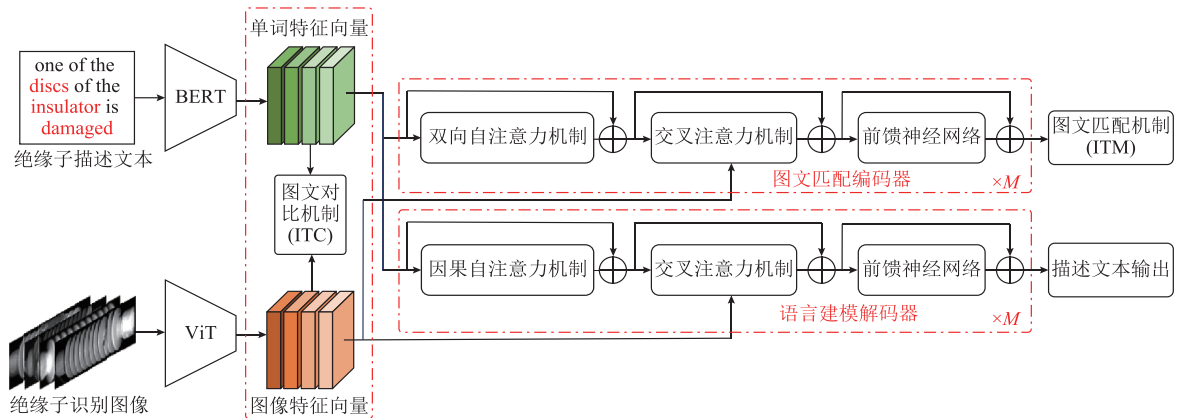 单词特征向量
one of the
discs of the
insulator is
damaged
绝缘子描述文本
BERT
双向自注意力机制
交叉注意力机制
前馈神经网络
图文匹配机制
(ITM)
图文匹配编码器
×M
图文对
比机制
(ITC)
因果自注意力机制
交叉注意力机制
前馈神经网络
描述文本输出
语言建模解码器
×M
ViT
绝缘子识别图像
图像特征向量